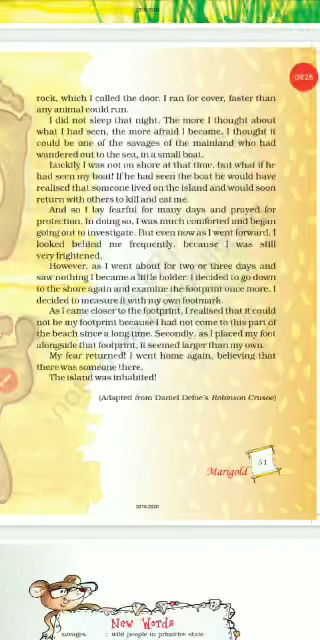 09:25
rock, which I called the door. I ran for cover, faster than
any animal could run.
I did not sleep that night. The more I thought about
what I had seen, the more afraid I became. I thought it
could be one of the savages of the mainland who had
wandered out to the sea, in a small boat.
Luckily I was not on shore at that time, but what if he
had seen my boat! If he had seen the boat he would have
realised that someone lived on the island and would soon
return with others to kill and eat me.
And so I lay fearful for many days and prayed for
protection. In doing so, I was much comforted and began
going out to investigate. But even now as I went forward, I
looked behind me frequently, because I was still
very frightened.
However, as I went about for two or three days and
saw nothing I became a little bolder. I decided to go down
to the shore again and examine the footprint once more. I
decided to measure it with my own footmark.
As I came closer to the footprint, I realised that it could
not be my footprint because I had not come to this part of
the beach since a long time. Secondly, as I placed my foot
alongside that footprint, it seemed larger than my own.
My fear returned! I went home again, believing that
there was someone there.
The island was inhabited!
(Adapted from Daniel Defoe's Robinson Crusoe)
51
Marigold
2019-2020
New Words
savages : wild people in primitive state